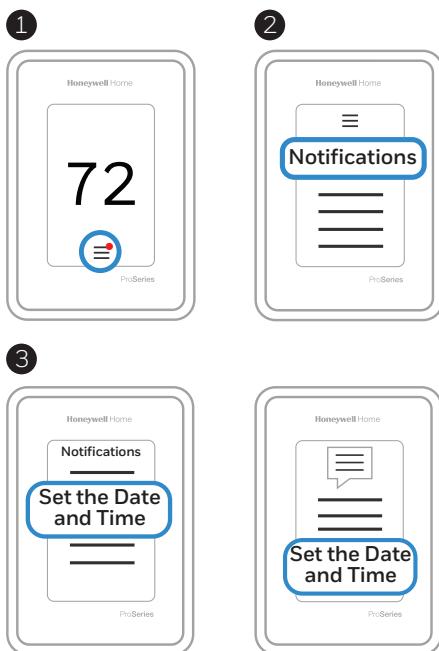 1
Honeywell Home
72
ProSeries
2
Honeywell Home
Notifications
ProSeries
3
Honeywell Home
Notifications
Set the Date
and Time
ProSeries
Honeywell Home
Set the Date
and Time
ProSeries